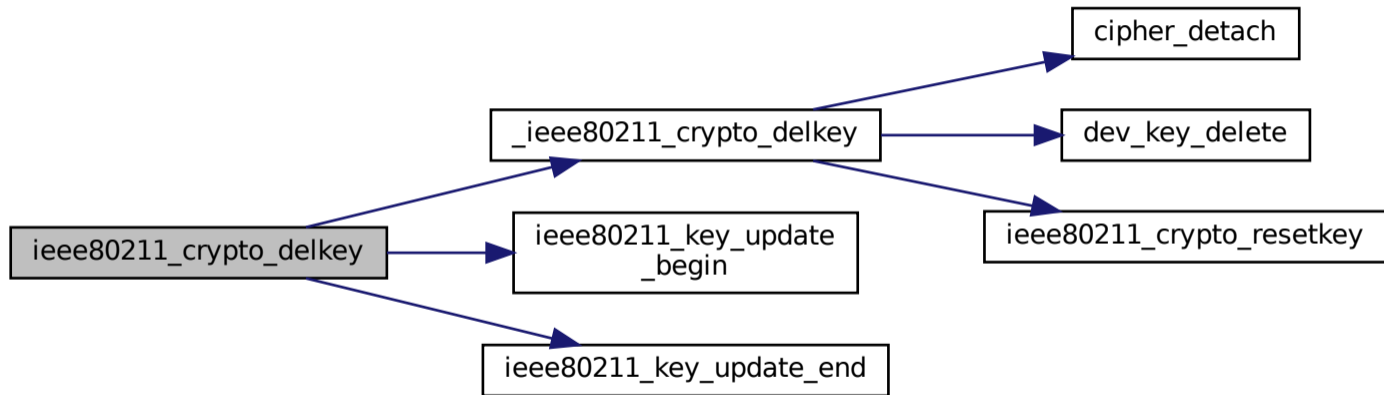 cipher_detach
_ieee80211_crypto_delkey
dev_key_delete
ieee80211_crypto_delkey
ieee80211_key_update
_begin
ieee80211_crypto_resetkey
ieee80211_key_update_end